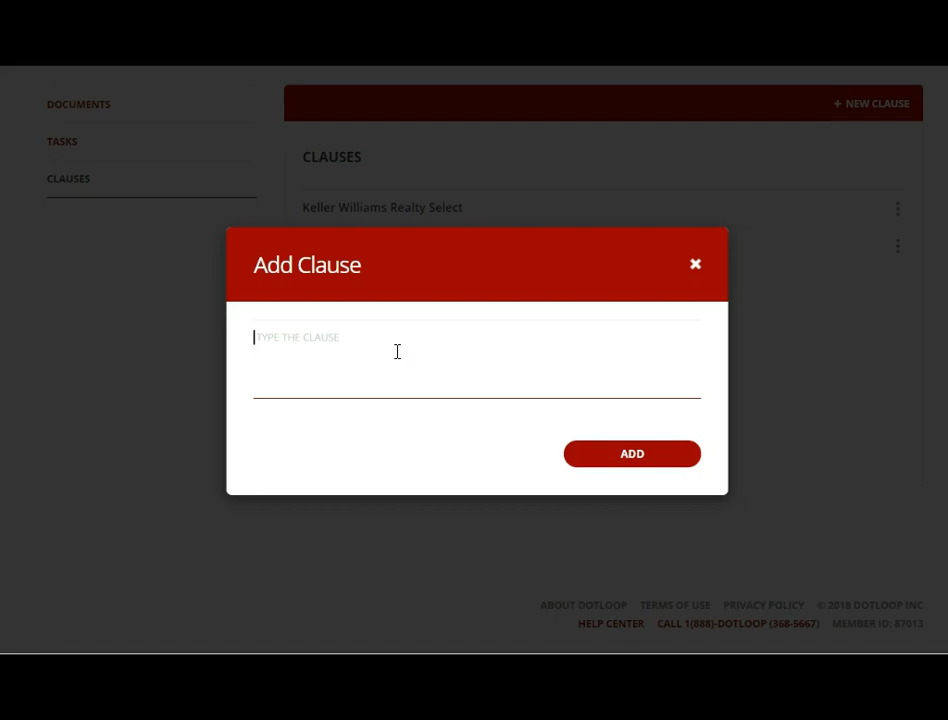 DOCUMENTS
+ NEW CLAUSE
TASKS
CLAUSES
CLAUSES
Keller Williams Realty Select
Add Clause
TYPE THE CLAUSE
ADD
ABOUT DOTLOOP TERMS OF USE PRIVACY POLICY © 2018 DOTLOOP INC
HELP CENTER CALL 1(888)-DOTLOOP (368-5667) MEMBER ID: 87013